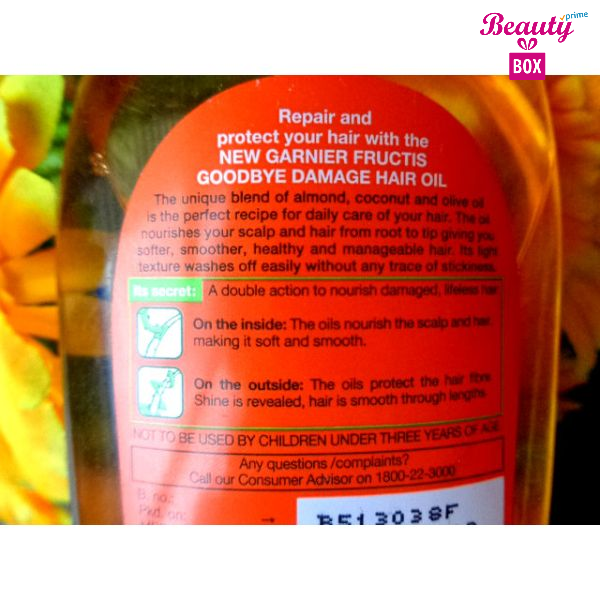 Beauty prime
BOX
Repair and
protect your hair with the
NEW GARNIER FRUCTIS
GOODBYE DAMAGE HAIR OIL
The unique blend of almond, coconut and olive oil
is the perfect recipe for daily care of your hair. The oil
nourishes your scalp and hair from root to tip giving you
softer, smoother, healthy and manageable hair. Its light
texture washes off easily without any trace of stickiness.
Its secret: A double action to nourish damaged, lifeless hair
On the inside: The oils nourish the scalp and hair,
making it soft and smooth.
On the outside: The oils protect the hair fibre
Shine is revealed, hair is smooth through lengths
NOT TO BE USED BY CHILDREN UNDER THREE YEARS OF AGE
Any questions /complaints?
Call our Consumer Advisor on 1800-22-3000
B. no.:
Pkd. on: → B513038F